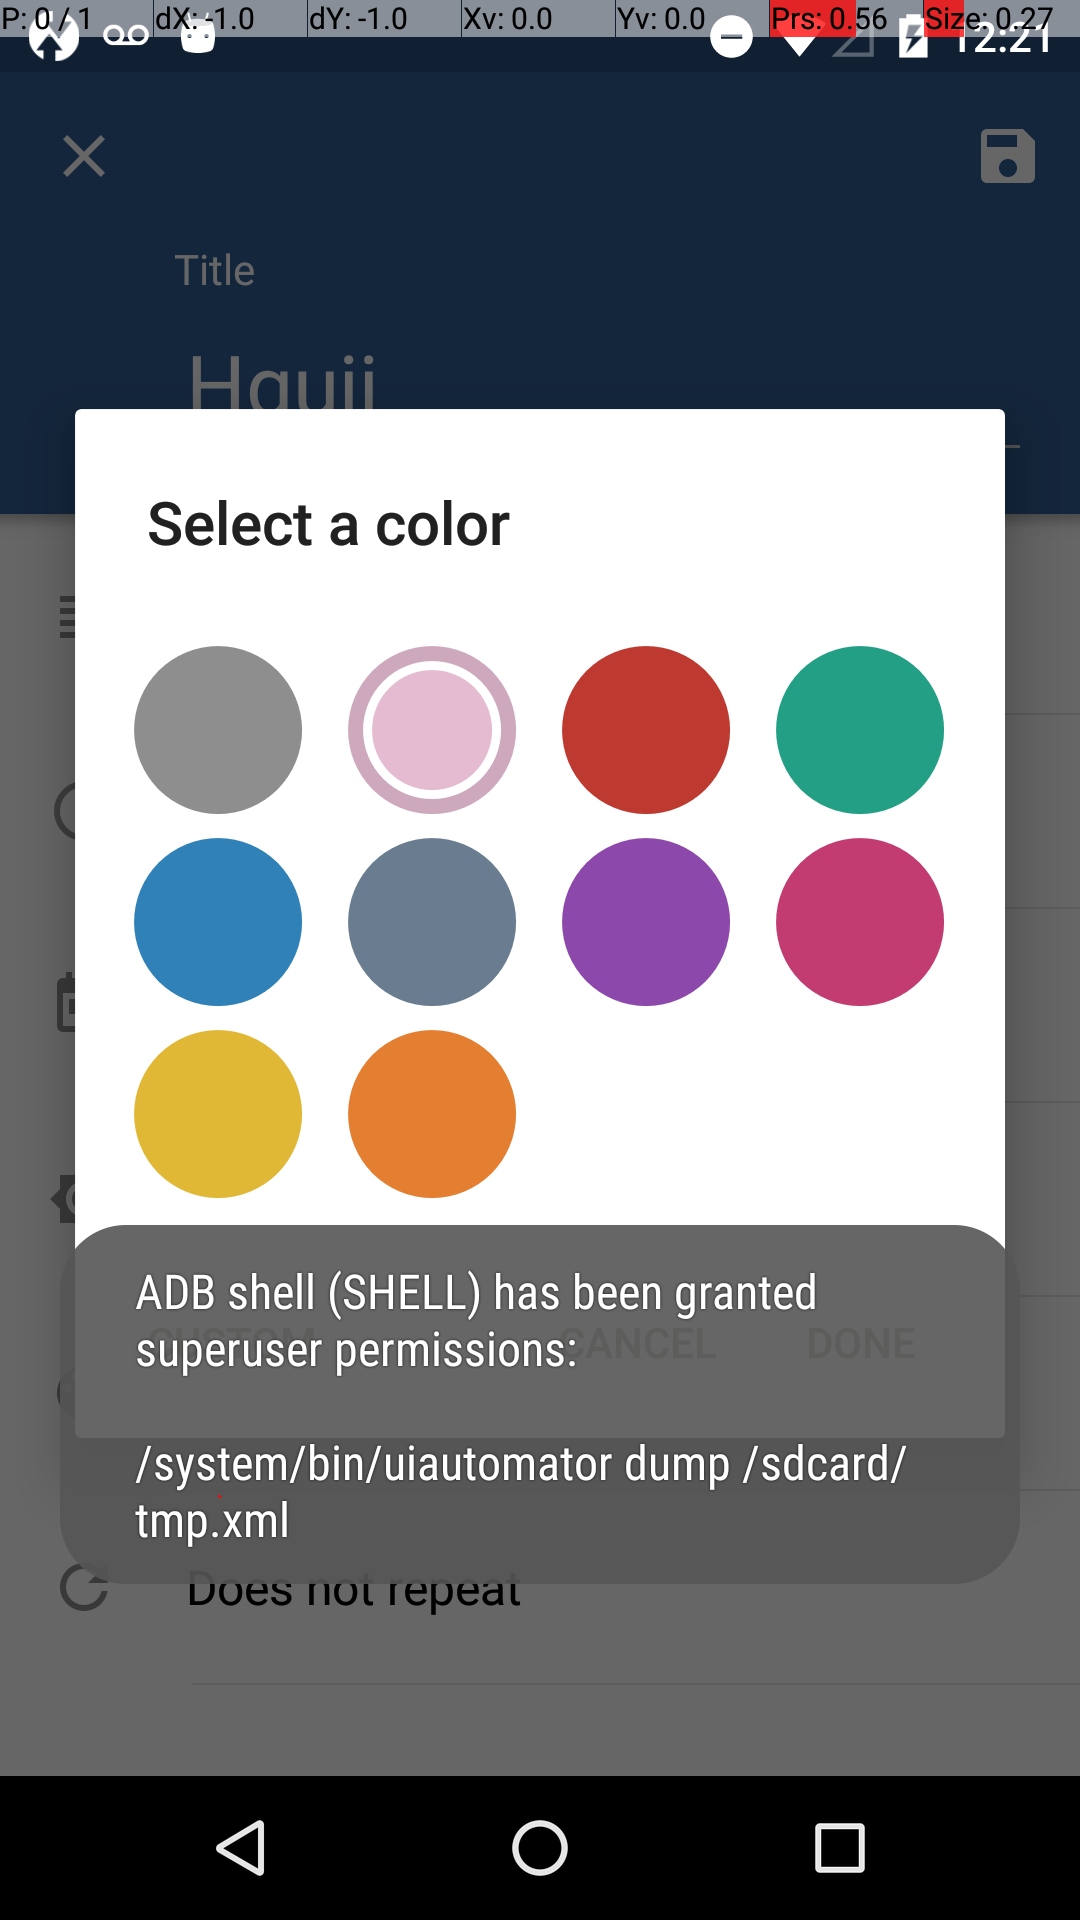 P: 0 / 1 dX: -1.0 dY: -1.0 Xv: 0.0 Yv: 0.0 Prs: 0.56 Size: 0.27
12:21
Title
Select a color
ADB shell (SHELL) has been granted
superuser permissions:
CUSTOM CANCEL DONE
/system/bin/uiautomator dump /sdcard/
tmp.xml
Does not repeat